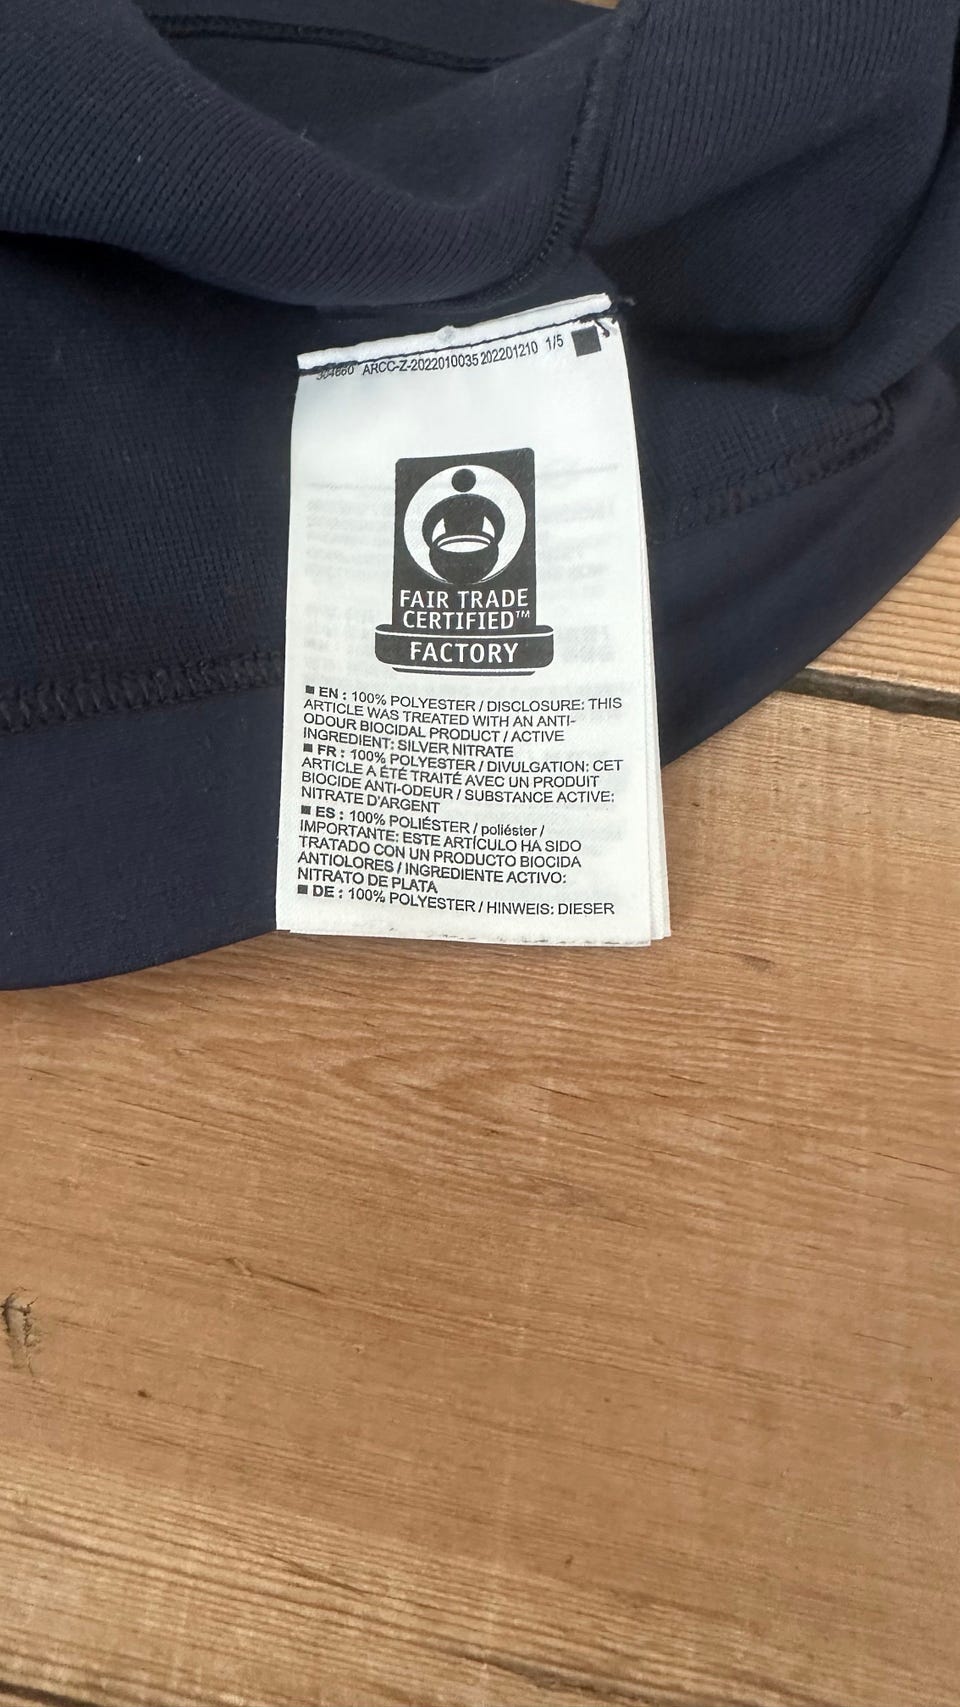 ARCC-Z-2022010035 202201210 1/5
FAIR TRADE
CERTIFIED™
FACTORY
■ EN : 100% POLYESTER / DISCLOSURE: THIS
ARTICLE WAS TREATED WITH AN ANTI-
ODOUR BIOCIDAL PRODUCT / ACTIVE
INGREDIENT: SILVER NITRATE
■ FR : 100% POLYESTER / DIVULGATION: CET
ARTICLE A ÉTÉ TRAITÉ AVEC UN PRODUIT
BIOCIDE ANTI-ODEUR / SUBSTANCE ACTIVE:
NITRATE D'ARGENT
■ ES : 100% POLIÉSTER / poliéster /
IMPORTANTE: ESTE ARTÍCULO HA SIDO
TRATADO CON UN PRODUCTO BIOCIDA
ANTIOLORES / INGREDIENTE ACTIVO:
NITRATO DE PLATA
■ DE : 100% POLYESTER / HINWEIS: DIESER